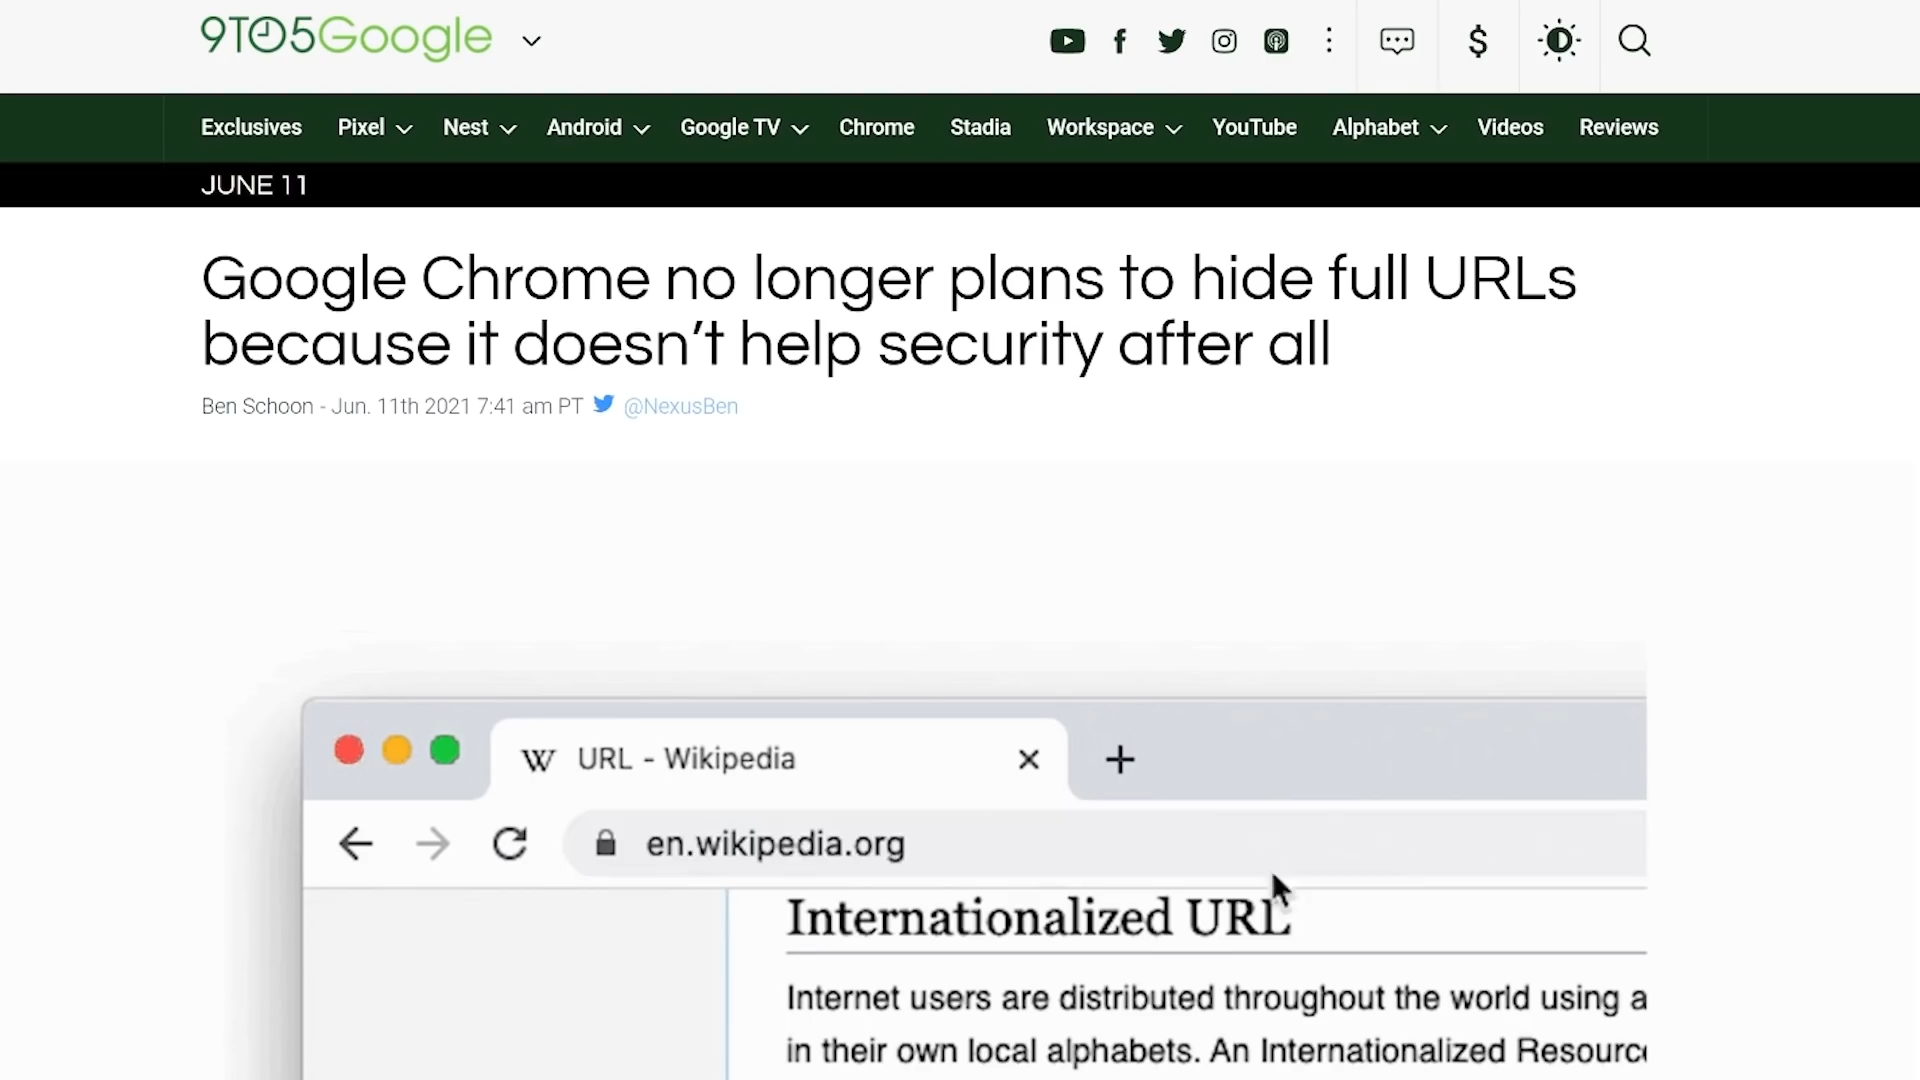 9TO5Google
Exclusives Pixel Nest Android Google TV Chrome Stadia Workspace YouTube Alphabet Videos Reviews
JUNE 11
Google Chrome no longer plans to hide full URLs
because it doesn't help security after all
Ben Schoon - Jun. 11th 2021 7:41 am PT @NexusBen
W URL - Wikipedia
en.wikipedia.org
Internationalized URL
Internet users are distributed throughout the world using a
in their own local alphabets. An Internationalized Resourc